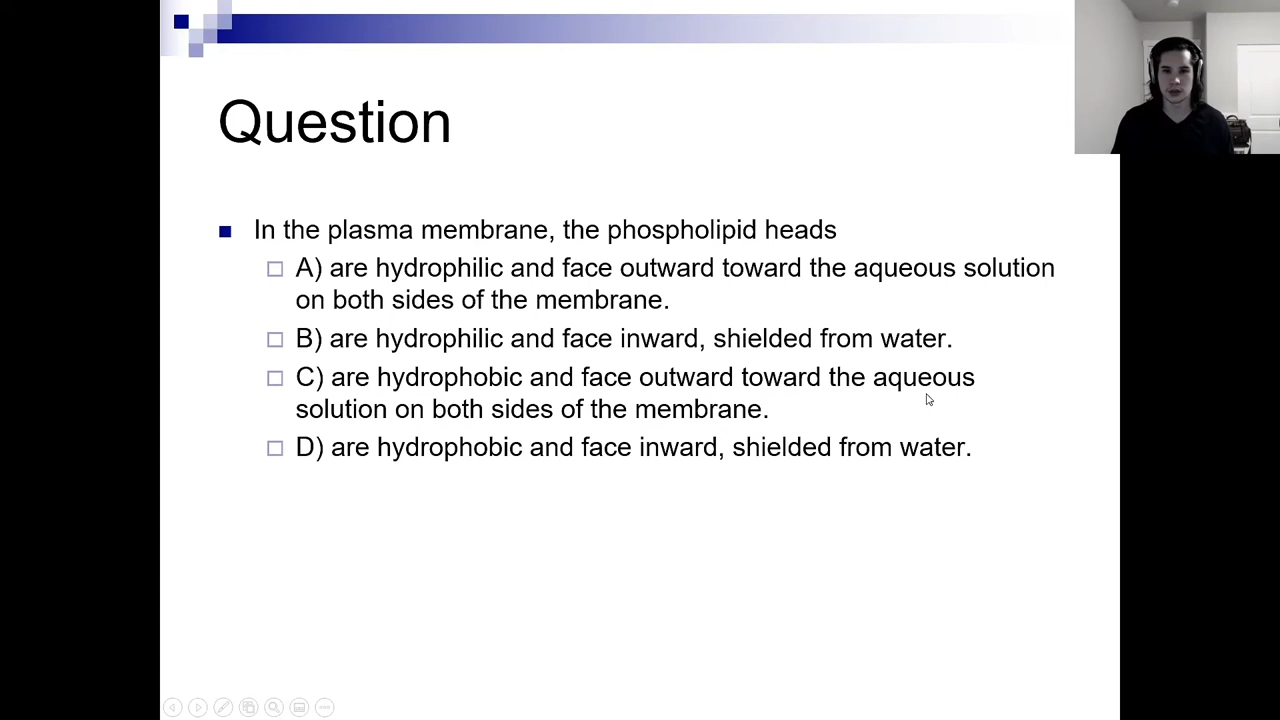 Question
In the plasma membrane, the phospholipid heads
A) are hydrophilic and face outward toward the aqueous solution
on both sides of the membrane.
B) are hydrophilic and face inward, shielded from water.
C) are hydrophobic and face outward toward the aqueous
solution on both sides of the membrane.
D) are hydrophobic and face inward, shielded from water.